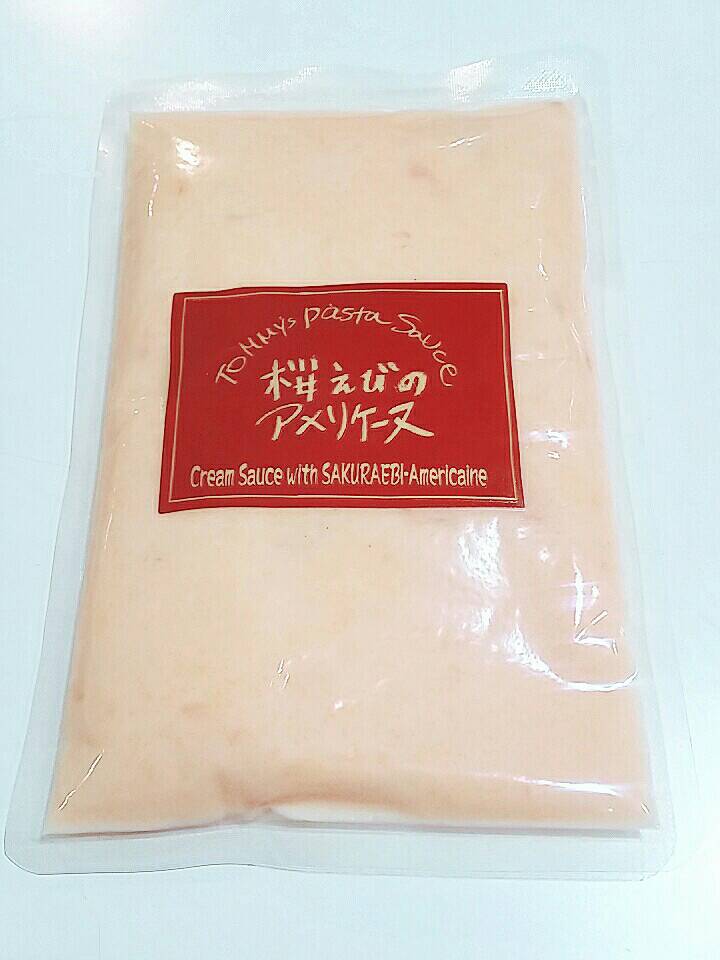 TOMMY's pasta Sauce
桜えびの
アメリケーヌ
Cream Sauce with SAKURAEBI-Americaine